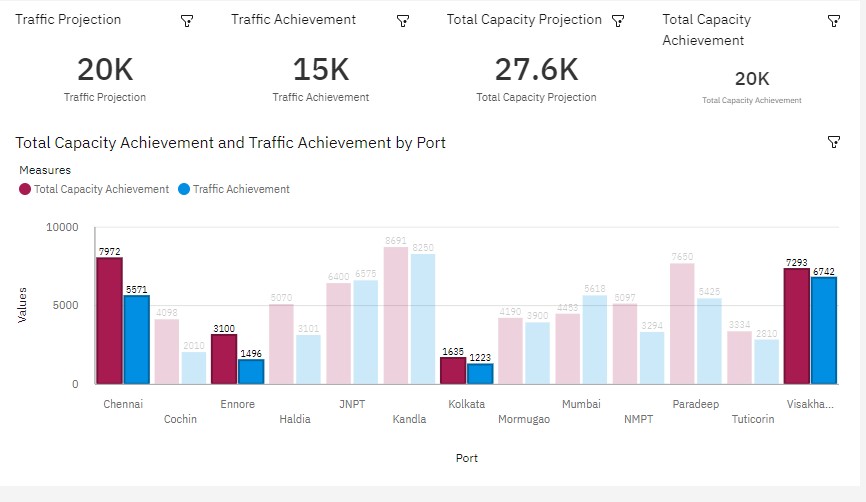 Traffic Projection
20K
Traffic Projection
Traffic Achievement
15K
Traffic Achievement
Total Capacity Projection
27.6K
Total Capacity Projection
Total Capacity
Achievement
20K
Total Capacity Achievement
Total Capacity Achievement and Traffic Achievement by Port
Measures
Total Capacity Achievement Traffic Achievement
Values
10000
5000
0
7972 5571
4098 2010
3100 1496
5070 3101
6400 6575
8691 8250
1635 1223
4190 3900
4453 5618
5097 3294
7650 5425
3334 2810
7293 6742
Chennai Ennore JNPT Kolkata Mumbai Paradeep Visakha...
Cochin Haldia Kandla Mormugao NMPT Tuticorin
Port